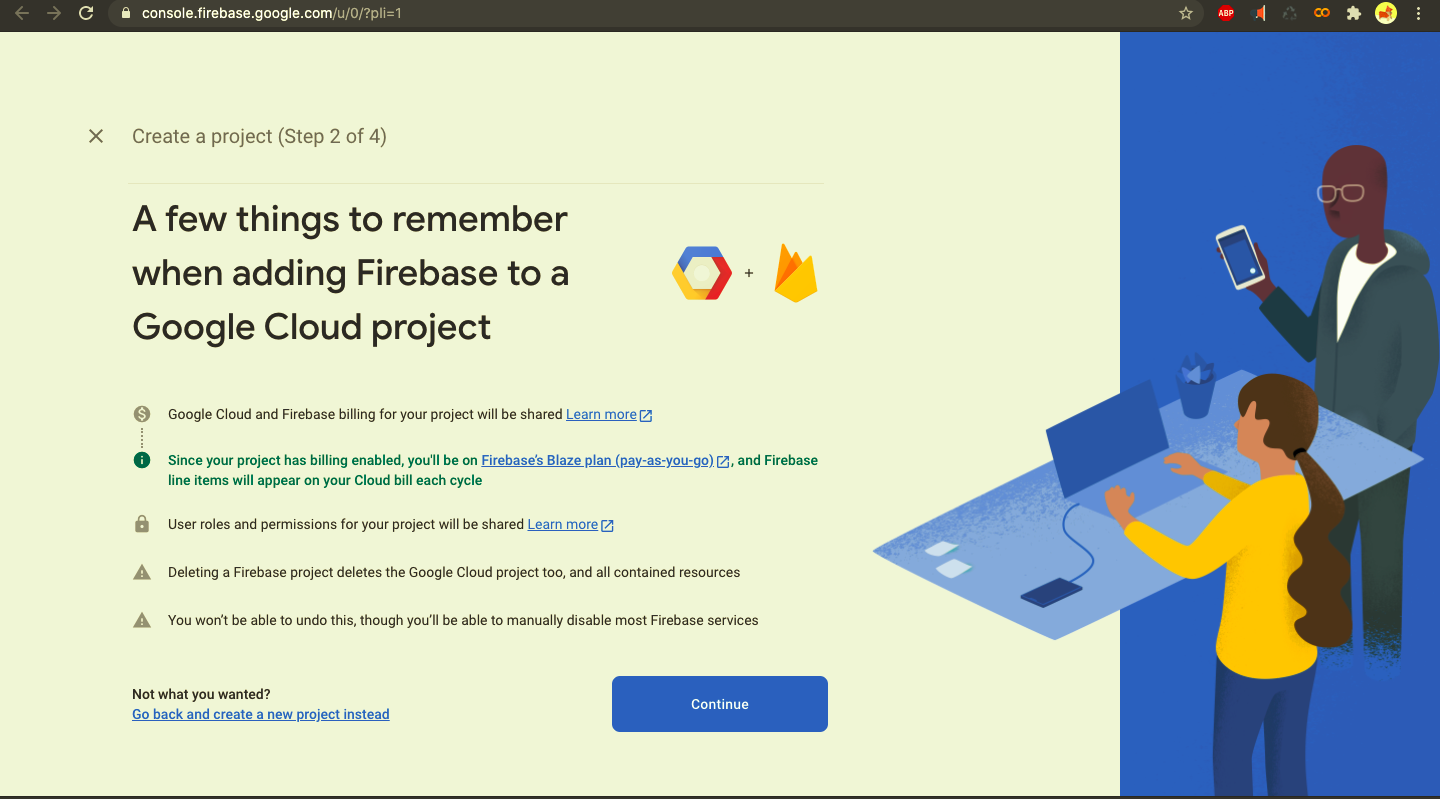 console.firebase.google.com/u/0/?pli=1
ABP
Create a project (Step 2 of 4)
A few things to remember
when adding Firebase to a
Google Cloud project
+
Google Cloud and Firebase billing for your project will be shared Learn more
Since your project has billing enabled, you'll be on Firebase’s Blaze plan (pay-as-you-go), and Firebase
line items will appear on your Cloud bill each cycle
User roles and permissions for your project will be shared Learn more
Deleting a Firebase project deletes the Google Cloud project too, and all contained resources
You won’t be able to undo this, though you’ll be able to manually disable most Firebase services
Not what you wanted?
Go back and create a new project instead
Continue